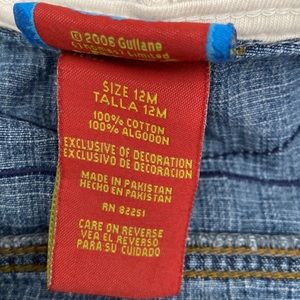 © 2006 Gullane
Limited
SIZE 12M
TALLA 12M
100% COTTON
100% ALGODON
EXCLUSIVE OF DECORATION
EXCLUSIVO DE DECORACION
MADE IN PAKISTAN
HECHO EN PAKISTAN
RN 82251
CARE ON REVERSE
VEA EL REVERSO
PARA SU CUIDADO